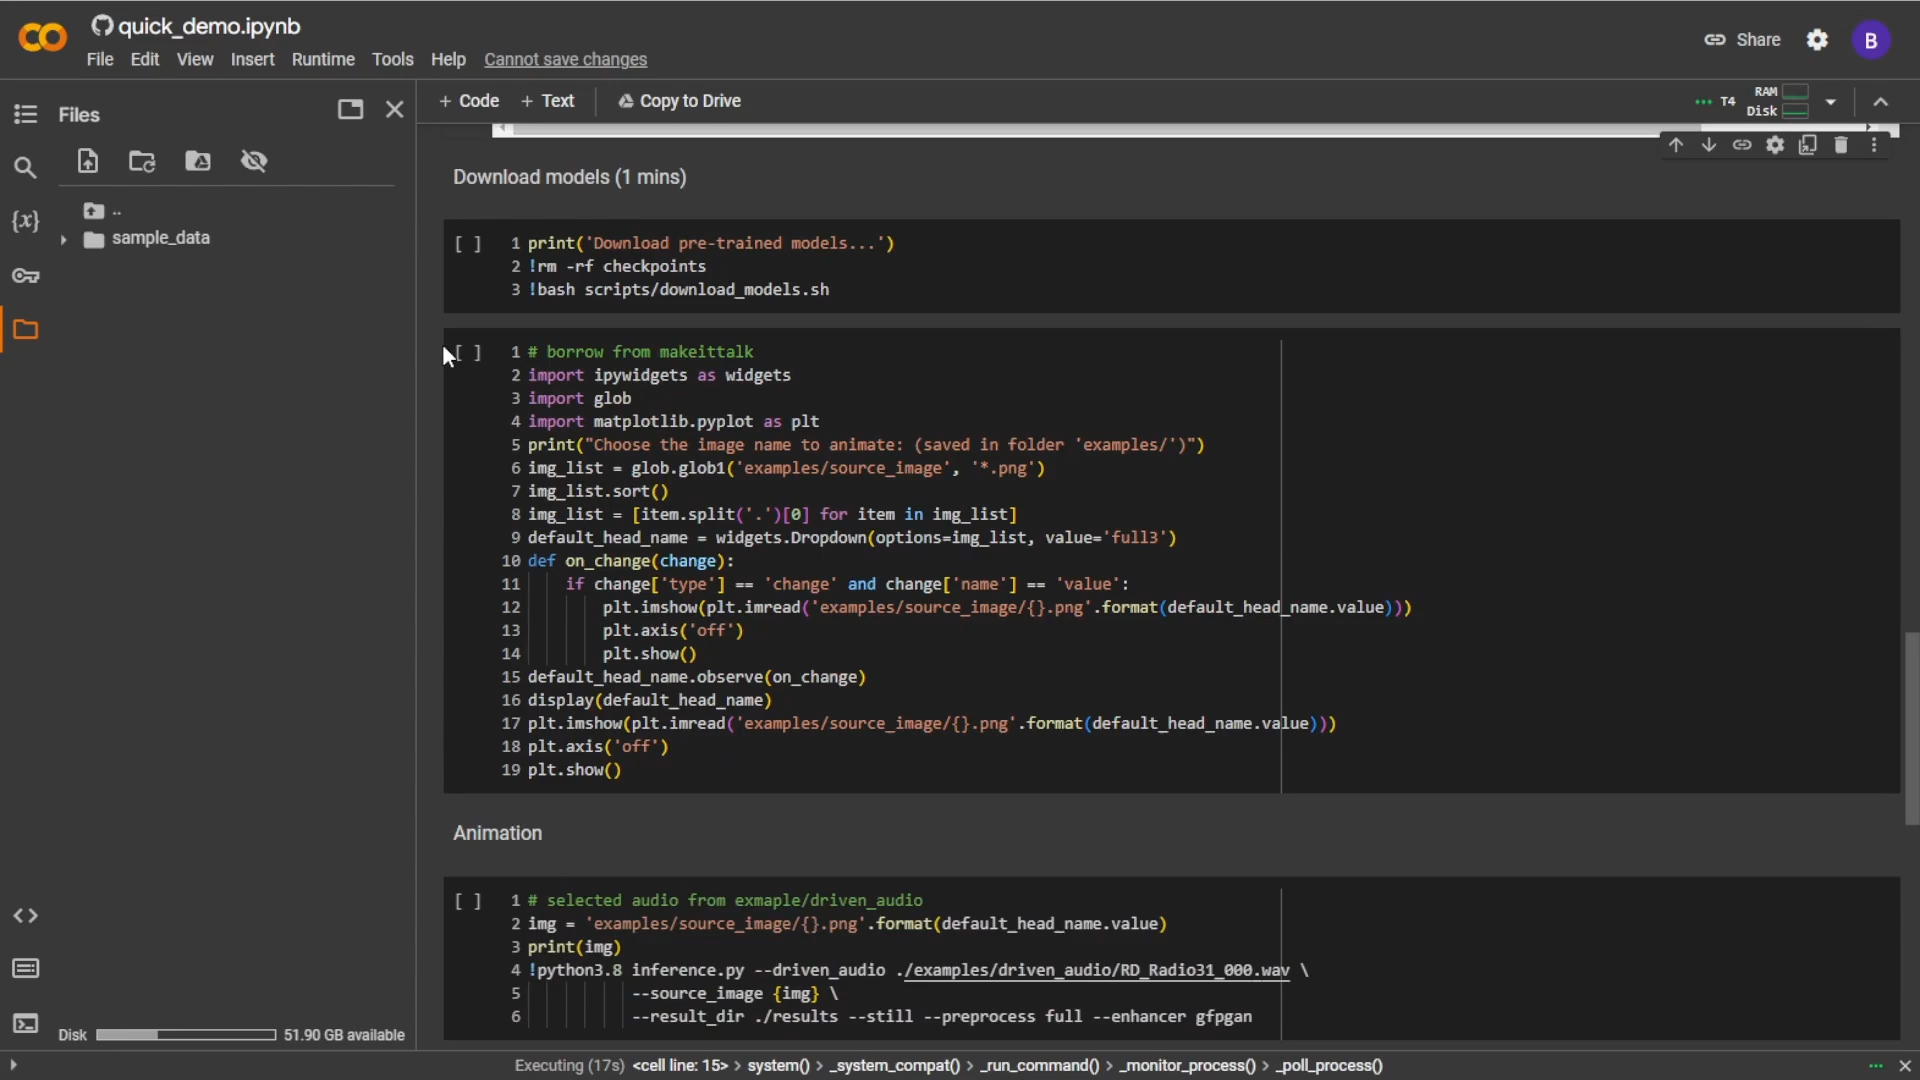 quick_demo.ipynb
File Edit View Insert Runtime Tools Help Cannot save changes
Share
B
Files
+ Code + Text Copy to Drive
T4 RAM
Disk
..
sample_data
{x}
Download models (1 mins)
[ ]
1 print('Download pre-trained models...')
2 !rm -rf checkpoints
3 !bash scripts/download_models.sh
[ ]
1 # borrow from makeittalk
2 import ipywidgets as widgets
3 import glob
4 import matplotlib.pyplot as plt
5 print("Choose the image name to animate: (saved in folder 'examples/')")
6 img_list = glob.glob1('examples/source_image', '*.png')
7 img_list.sort()
8 img_list = [item.split('.')[0] for item in img_list]
9 default_head_name = widgets.Dropdown(options=img_list, value='full3')
10 def on_change(change):
11 if change['type'] == 'change' and change['name'] == 'value':
12 plt.imshow(plt.imread('examples/source_image/{}.png'.format(default_head_name.value)))
13 plt.axis('off')
14 plt.show()
15 default_head_name.observe(on_change)
16 display(default_head_name)
17 plt.imshow(plt.imread('examples/source_image/{}.png'.format(default_head_name.value)))
18 plt.axis('off')
19 plt.show()
Animation
[ ]
1 # selected audio from exmaple/driven_audio
2 img = 'examples/source_image/{}.png'.format(default_head_name.value)
3 print(img)
4 !python3.8 inference.py --driven_audio ./examples/driven_audio/RD_Radio31_000.wav \
5 --source_image {img} \
6 --result_dir ./results --still --preprocess full --enhancer gfpgan
Disk 51.90 GB available
Executing (17s) <cell line: 15> > system() > _system_compat() > _run_command() > _monitor_process() > _poll_process()